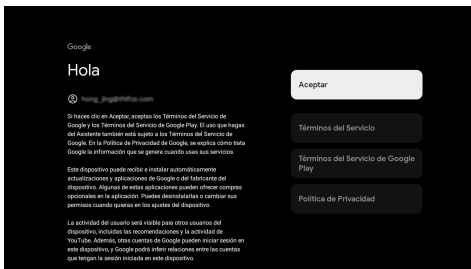 Google
Hola
Si haces clic en Aceptar, aceptas los Términos del Servicio de
Google y los Términos del Servicio de Google Play. El uso que hagas
del Asistente también está sujeto a los Términos del Servicio de
Google. En la Política de Privacidad de Google, se explica cómo trata
Google la información que se genera cuando usas sus servicios.
Este dispositivo puede recibir e instalar automáticamente
actualizaciones y aplicaciones de Google o del fabricante del
dispositivo. Algunas de estas aplicaciones pueden ofrecer compras
opcionales en la aplicación. Puedes desinstalarlas o cambiar sus
permisos cuando quieras en los ajustes del dispositivo.
La actividad del usuario será visible para otros usuarios del
dispositivo, incluidas las recomendaciones y la actividad de
YouTube. Además, otras cuentas de Google pueden iniciar sesión en
este dispositivo, y Google podrá inferir relaciones entre las cuentas
que tengan la sesión iniciada en este dispositivo.
Aceptar
Términos del Servicio
Términos del Servicio de Google
Play
Política de Privacidad